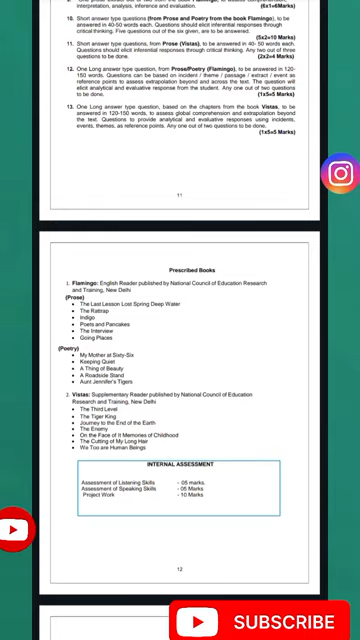 9.
interpretation, analysis, inference and evaluation. (6x1=6Marks)
10. Short answer type questions (from Prose and Poetry from the book Flamingo), to be
answered in 40-50 words each. Questions should elicit inferential responses through
critical thinking. Five questions out of the six given, are to be answered.
(5x2=10 Marks)
11. Short answer type questions, from Prose (Vistas), to be answered in 40- 50 words each.
Questions should elicit inferential responses through critical thinking. Any two out of three
questions to be done. (2x2=4 Marks)
12. One Long answer type question, from Prose/Poetry (Flamingo), to be answered in 120-
150 words. Questions can be based on incident / theme / passage / extract / event as
reference points to assess extrapolation beyond and across the text. The question will
elicit analytical and evaluative response from the student. Any one out of two questions
to be done. (1x5=5 Marks)
13. One Long answer type question, based on the chapters from the book Vistas, to be
answered in 120-150 words, to assess global comprehension and extrapolation beyond
the text. Questions to provide analytical and evaluative responses using incidents,
events, themes, as reference points. Any one out of two questions to be done.
(1x5=5 Marks)
11
Prescribed Books
1. Flamingo: English Reader published by National Council of Education Research
and Training, New Delhi
(Prose)
• The Last Lesson Lost Spring Deep Water
• The Rattrap
• Indigo
• Poets and Pancakes
• The Interview
• Going Places
(Poetry)
• My Mother at Sixty-Six
• Keeping Quiet
• A Thing of Beauty
• A Roadside Stand
• Aunt Jennifer's Tigers
2. Vistas: Supplementary Reader published by National Council of Education
Research and Training, New Delhi
• The Third Level
• The Tiger King
• Journey to the End of the Earth
• The Enemy
• On the Face of It Memories of Childhood
• The Cutting of My Long Hair
• We Too are Human Beings
INTERNAL ASSESSMENT
Assessment of Listening Skills - 05 marks.
Assessment of Speaking Skills - 05 Marks
Project Work - 10 Marks
12
SUBSCRIBE